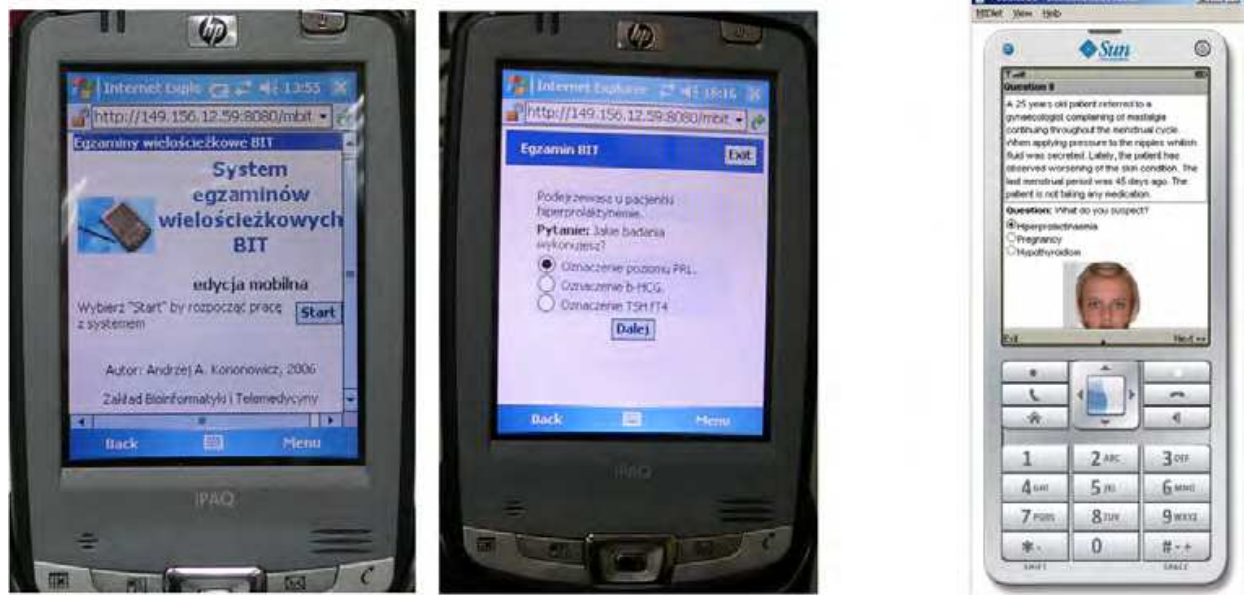 hp
Internet Explo 13:55
http://149.156.12.59:8080/mbit
Egzaminy wielościeżkowe BIT
System
egzaminów
wielościeżkowych
BIT
edycja mobilna
Wybierz "Start" by rozpocząć pracę
z systemem
Start
Autor: Andrzej A. Kononowicz, 2006
Zakład Bioinformatyki i Telemedycyny
Back Menu
iPAQ
hp
Internet Explorer 18:16
http://149.156.12.59:8080/mbit
Egzamin BIT Exit
Podejrzewasz u pacjentki
hiperprolaktynemię.
Pytanie: Jakie badania
wykonujesz?
Oznaczenie poziomu PRL.
Oznaczenie b-HCG.
Oznaczenie TSH fT4
Dalej
Back Menu
iPAQ
MIDlet View Help
Sun
Question 8
A 25 years old patient referred to a
gynaecologist complaining of mastalgia
continuing throughout the menstrual cycle.
When applying pressure to the nipples whitish
fluid was secreted. Lately, the patient has
observed worsening of the skin condition. The
last menstrual period was 45 days ago. The
patient is not taking any medication.
Question: What do you suspect?
Hiperprolactinaemia
Pregnancy
Hypothyroidism
Exit Next
1 2 ABC 3 DEF
4 GHI 5 JKL 6 MNO
7 PQRS 8 TUV 9 WXYZ
* 0 # - +
SHIFT SPACE